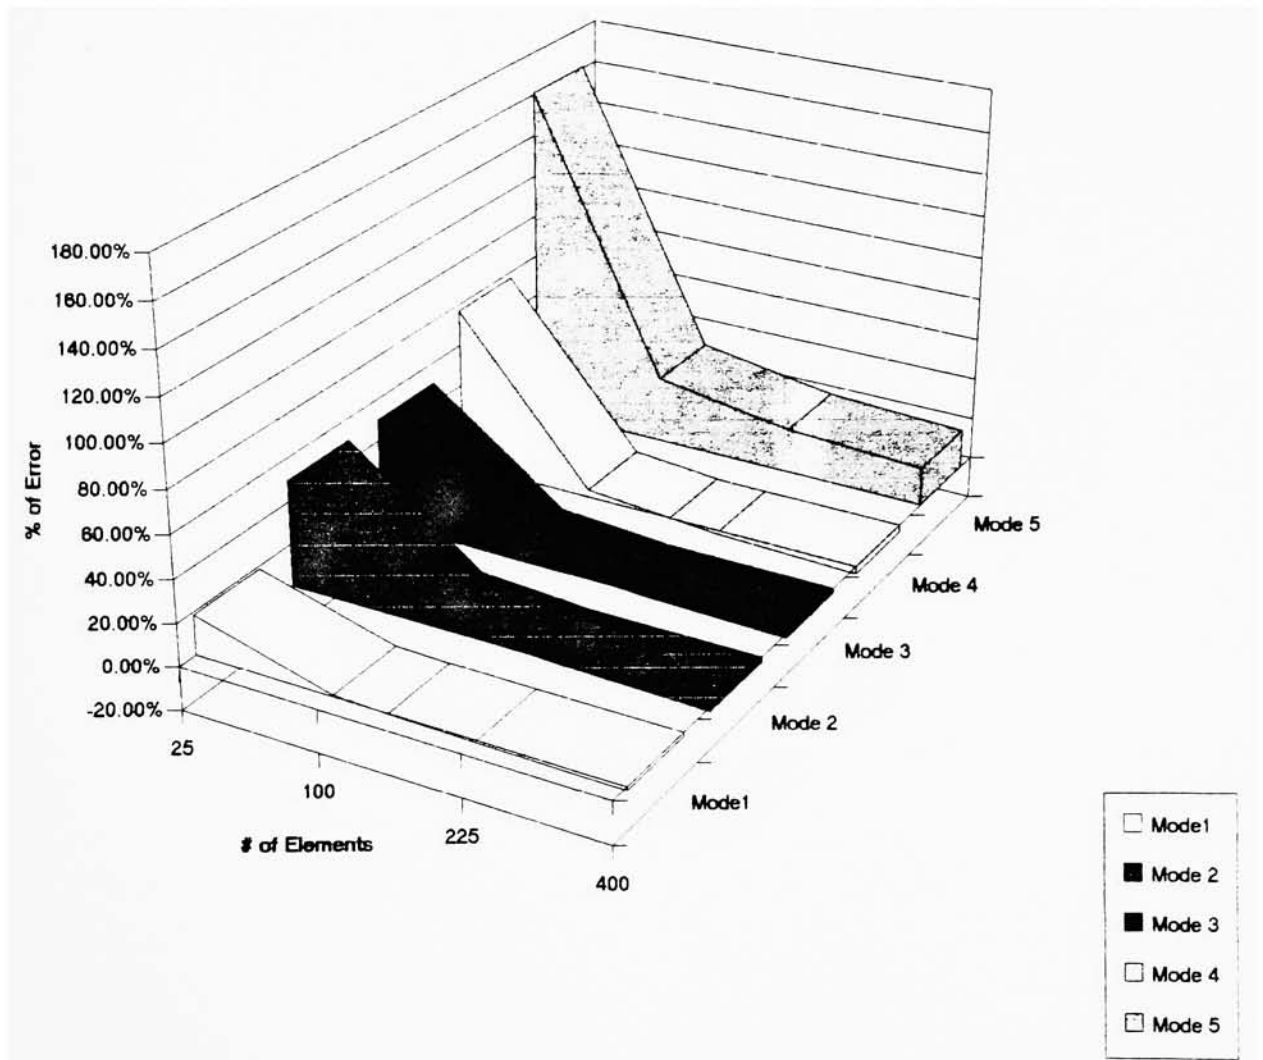 180.00%
160.00%
140.00%
120.00%
100.00%
80.00%
60.00%
40.00%
20.00%
0.00%
-20.00%
% of Error
25
100
225
400
# of Elements
Mode1
Mode 2
Mode 3
Mode 4
Mode 5
Mode1
Mode 2
Mode 3
Mode 4
Mode 5